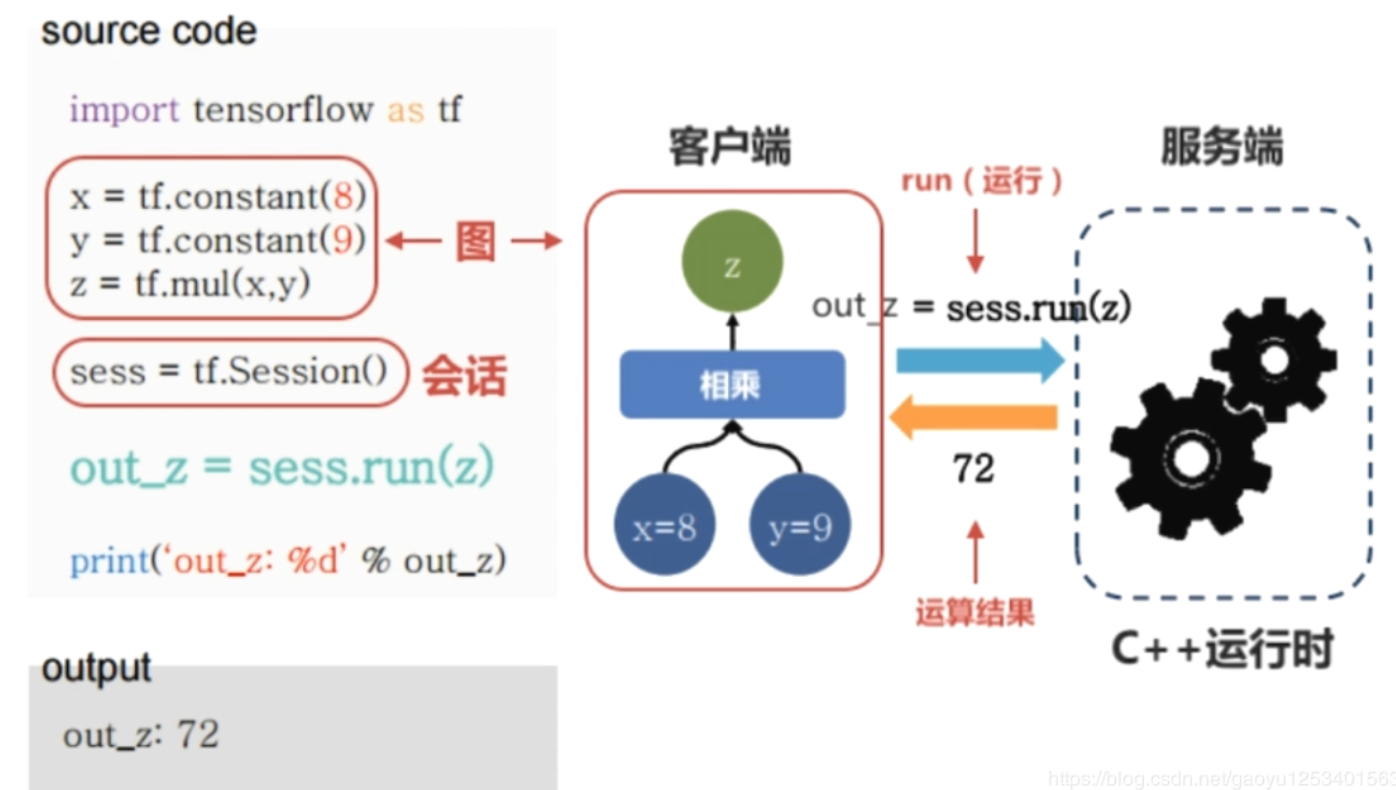 source code
import tensorflow as tf
x = tf.constant(8)
y = tf.constant(9)
z = tf.mul(x,y)
图
sess = tf.Session()
会话
out_z = sess.run(z)
print(‘out_z: %d’ % out_z)
output
out_z: 72
客户端
z
相乘
x=8
y=9
run（运行）
out_z = sess.run(z)
72
运算结果
服务端
C++运行时
https://blog.csdn.net/gaoyu1253401563